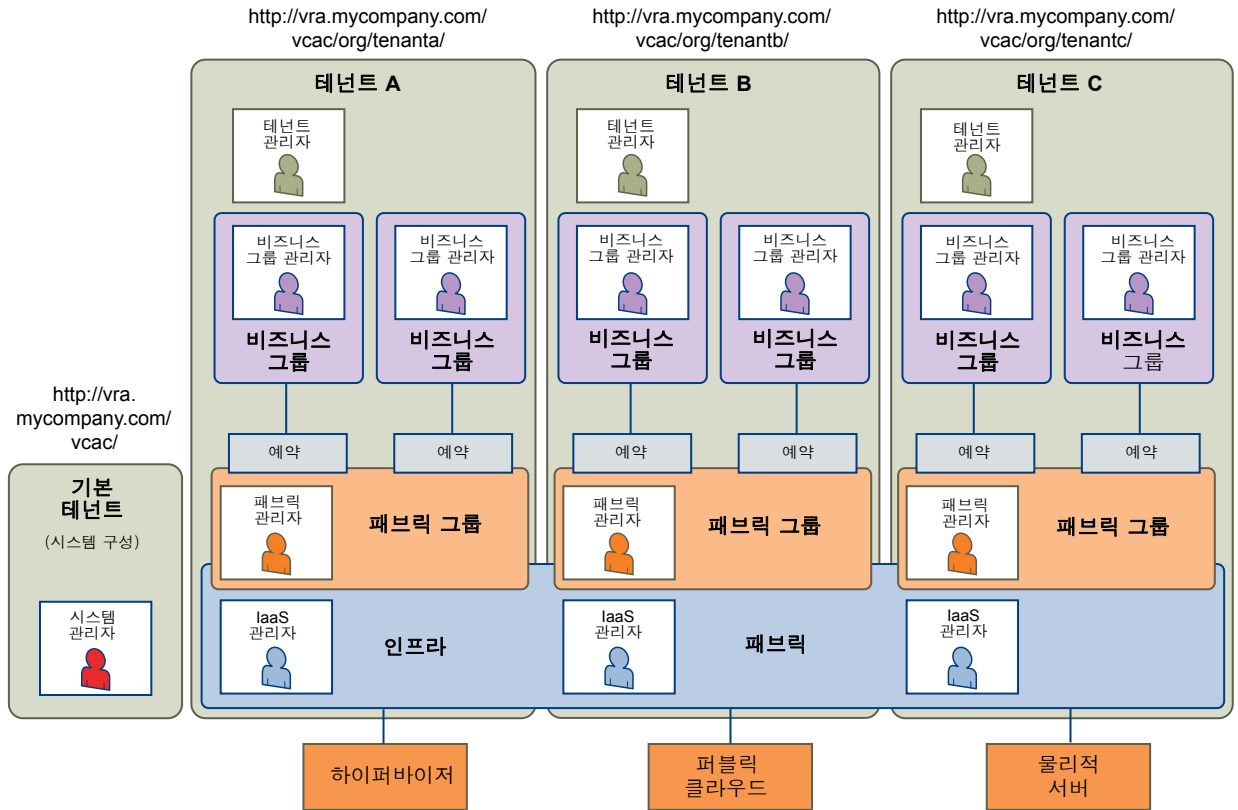 http://vra.mycompany.com/
vcac/org/tenanta/
http://vra.mycompany.com/
vcac/org/tenantb/
http://vra.mycompany.com/
vcac/org/tenantc/
테넌트 A
테넌트 B
테넌트 C
테넌트
관리자
테넌트
관리자
테넌트
관리자
비즈니스
그룹 관리자
비즈니스
그룹
비즈니스
그룹 관리자
비즈니스
그룹
비즈니스
그룹 관리자
비즈니스
그룹
비즈니스
그룹 관리자
비즈니스
그룹
비즈니스
그룹 관리자
비즈니스
그룹
비즈니스
그룹 관리자
비즈니스
그룹
http://vra.
mycompany.com/
vcac/
예약
예약
예약
예약
예약
예약
기본
테넌트
(시스템 구성)
시스템
관리자
패브릭
관리자
패브릭 그룹
패브릭
관리자
패브릭 그룹
패브릭
관리자
패브릭 그룹
IaaS
관리자
인프라
IaaS
관리자
패브릭
IaaS
관리자
하이퍼바이저
퍼블릭
클라우드
물리적
서버